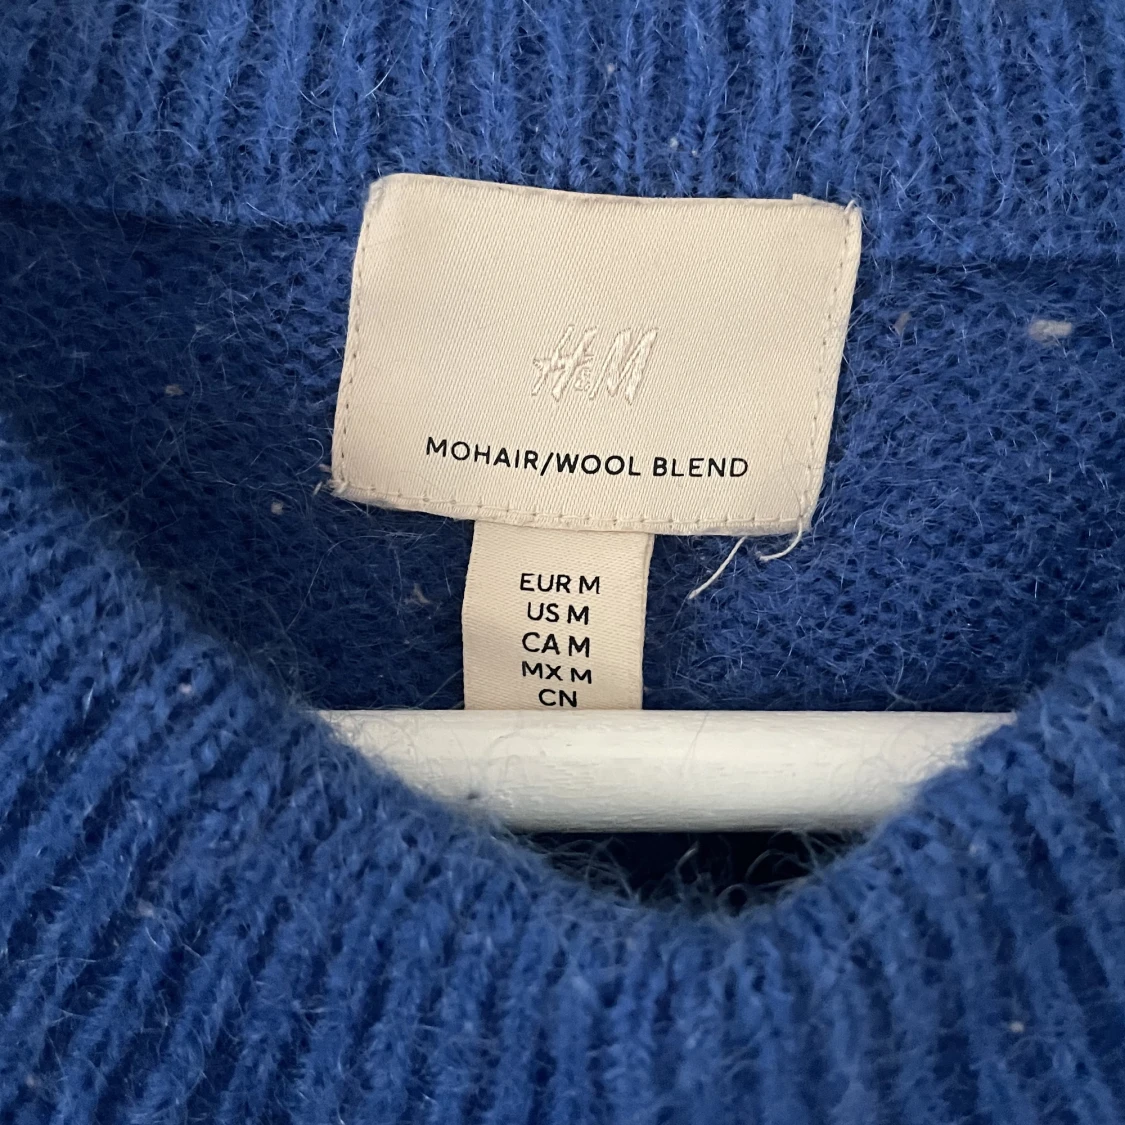 H&M
MOHAIR/WOOL BLEND
EUR M
US M
CA M
MX M
CN